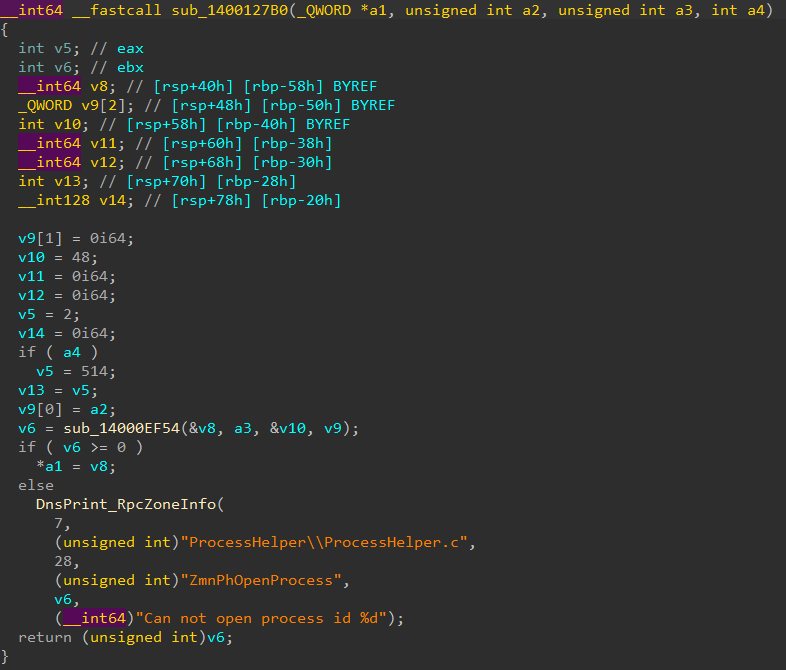 __int64 __fastcall sub_1400127B0(_QWORD *a1, unsigned int a2, unsigned int a3, int a4)
{
  int v5; // eax
  int v6; // ebx
  __int64 v8; // [rsp+40h] [rbp-58h] BYREF
  _QWORD v9[2]; // [rsp+48h] [rbp-50h] BYREF
  int v10; // [rsp+58h] [rbp-40h] BYREF
  __int64 v11; // [rsp+60h] [rbp-38h]
  __int64 v12; // [rsp+68h] [rbp-30h]
  int v13; // [rsp+70h] [rbp-28h]
  __int128 v14; // [rsp+78h] [rbp-20h]

  v9[1] = 0i64;
  v10 = 48;
  v11 = 0i64;
  v12 = 0i64;
  v5 = 2;
  v14 = 0i64;
  if ( a4 )
    v5 = 514;
  v13 = v5;
  v9[0] = a2;
  v6 = sub_14000EF54(&v8, a3, &v10, v9);
  if ( v6 >= 0 )
    *a1 = v8;
  else
    DnsPrint_RpcZoneInfo(
      7,
      (unsigned int)"ProcessHelper\\ProcessHelper.c",
      28,
      (unsigned int)"ZmnPhOpenProcess",
      v6,
      (__int64)"Can not open process id %d");
  return (unsigned int)v6;
}